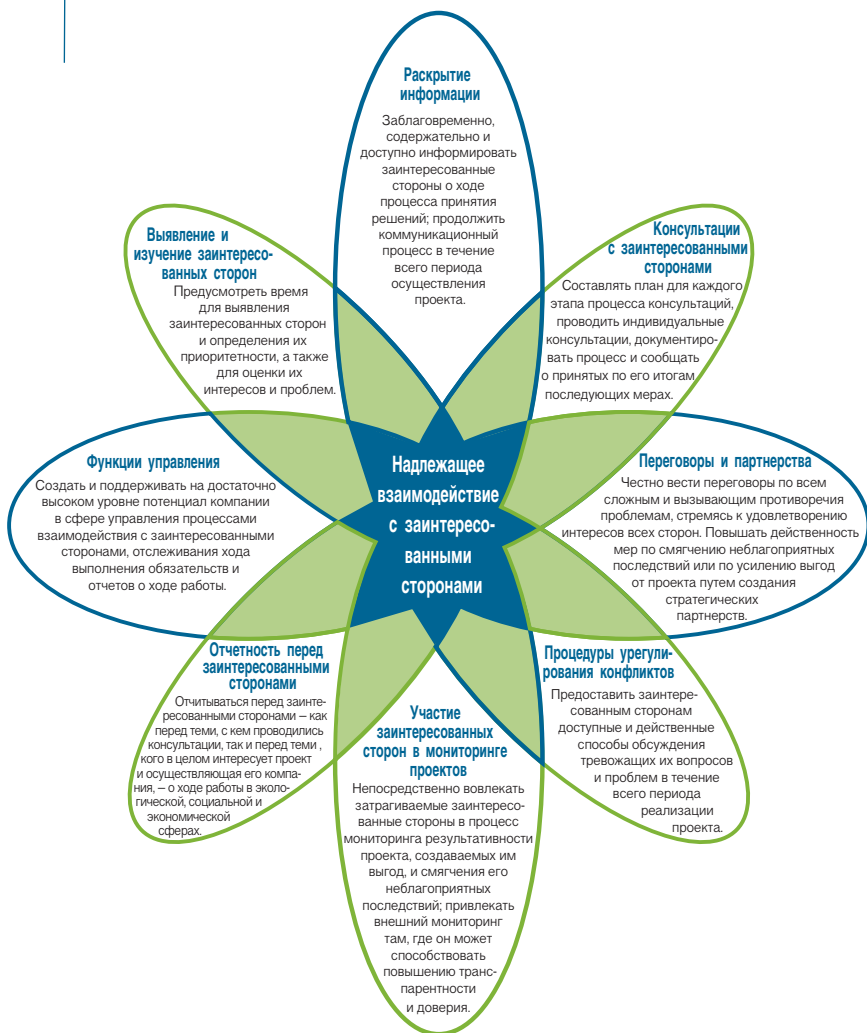 Раскрытие
информации
Заблаговременно,
содержательно и
доступно информировать
заинтересованные
стороны о ходе
процесса принятия
решений; продолжить
коммуникационный
процесс в течение
всего периода
осуществления
проекта.
Консультации
с заинтересованными
сторонами
Составлять план для каждого
этапа процесса консультаций,
проводить индивидуальные
консультации, документиро-
вать процесс и сообщать
о принятых по его итогам
последующих мерах.
Переговоры и партнерства
Честно вести переговоры по всем
сложным и вызывающим противоречия
проблемам, стремясь к удовлетворению
интересов всех сторон. Повышать действенность
мер по смягчению неблагоприятных
последствий или по усилению выгод
от проекта путем создания
стратегических
партнерств.
Процедуры урегули-
рования конфликтов
Предоставить заинтере-
сованным сторонам
доступные и действенные
способы обсуждения
тревожащих их вопросов
и проблем в течение
всего периода
реализации
проекта.
Участие
заинтересованных
сторон в мониторинге
проектов
Непосредственно вовлекать
затрагиваемые заинтересо-
ванные стороны в процесс
мониторинга результативности
проекта, создаваемых им
выгод, и смягчения его
неблагоприятных
последствий; привлекать
внешний мониторинг
там, где он может
способствовать
повышению транс-
парентности
и доверия.
Отчетность перед
заинтересованными
сторонами
Отчитываться перед заинте-
ресованными сторонами – как
перед теми, с кем проводились
консультации, так и перед теми ,
кого в целом интересует проект
и осуществляющая его компа-
ния, – о ходе работы в эколо-
гической, социальной и
экономической
сферах.
Функции управления
Создать и поддерживать на достаточно
высоком уровне потенциал компании
в сфере управления процессами
взаимодействия с заинтересованными
сторонами, отслеживания хода
выполнения обязательств и
отчетов о ходе работы.
Выявление и
изучение заинтересо-
ванных сторон
Предусмотреть время
для выявления
заинтересованных сторон
и определения их
приоритетности, а также
для оценки их
интересов и проблем.
Надлежащее
взаимодействие
с заинтересо-
ванными
сторонами